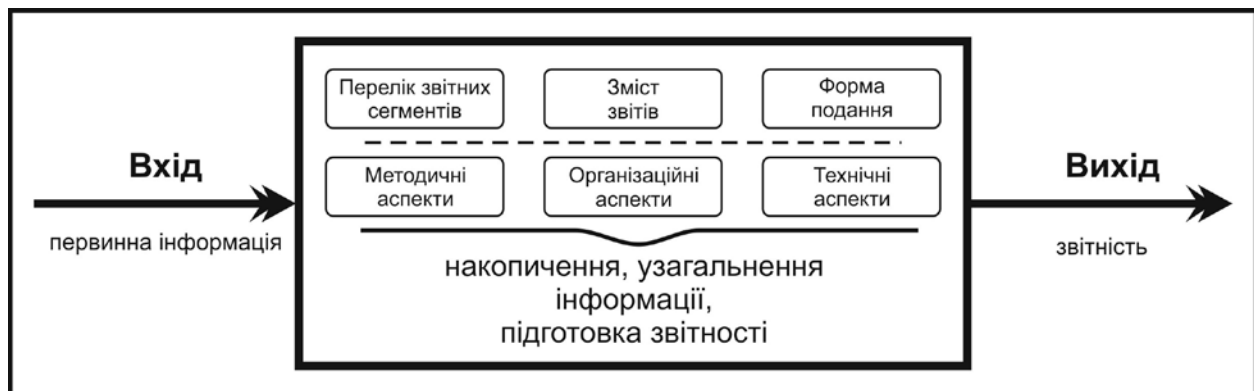 Перелік звітних
сегментів
Зміст
звітів
Форма
подання
Вхід
первинна інформація
Методичні
аспекти
Організаційні
аспекти
Технічні
аспекти
накопичення, узагальнення
інформації,
підготовка звітності
Вихід
звітність